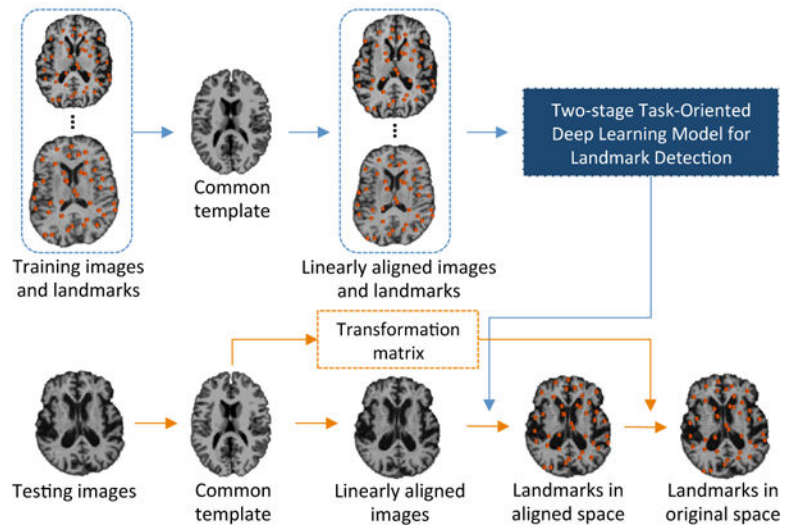 Training images
and landmarks
Common
template
Linearly aligned images
and landmarks
Two-stage Task-Oriented
Deep Learning Model for
Landmark Detection
Transformation
matrix
Testing images
Common
template
Linearly aligned
images
Landmarks in
aligned space
Landmarks in
original space